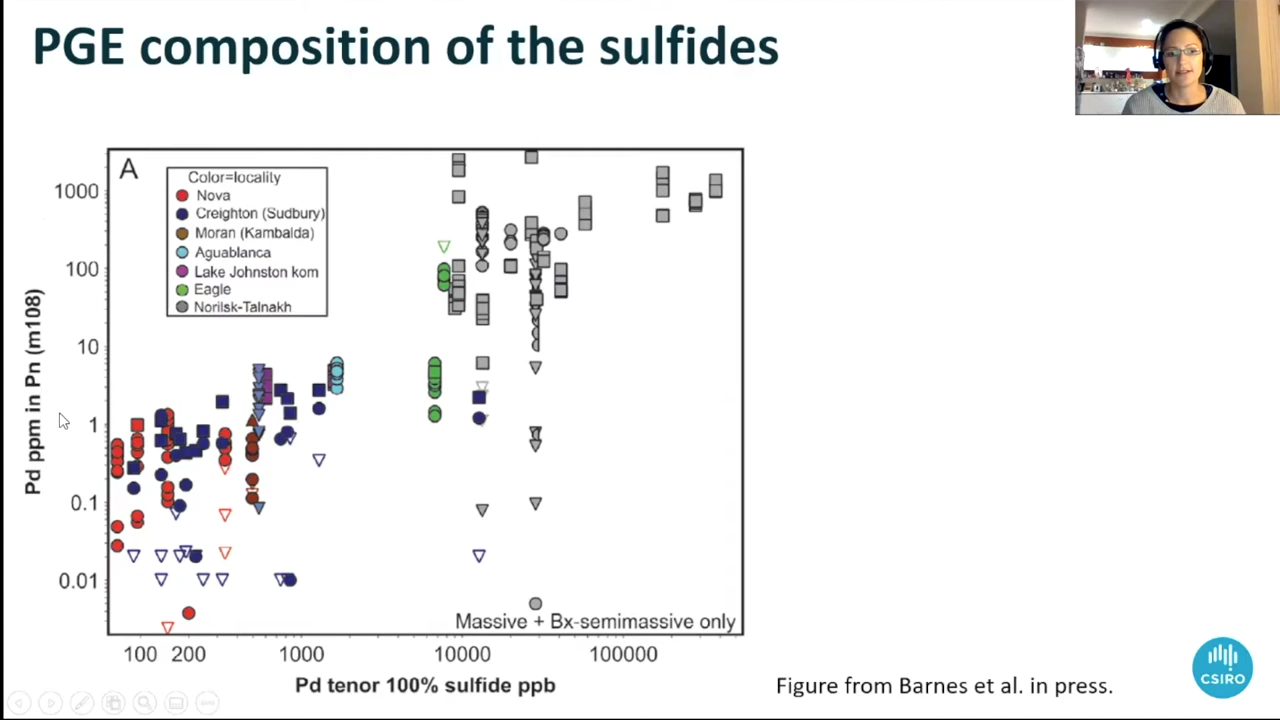 PGE composition of the sulfides
A
Color=locality
Nova
Creighton (Sudbury)
Moran (Kambalda)
Aguablanca
Lake Johnston kom
Eagle
Norilsk-Talnakh
1000
100
10
1
0.1
0.01
Pd ppm in Pn (m108)
Massive + Bx-semimassive only
100 200 1000 10000 100000
Pd tenor 100% sulfide ppb
Figure from Barnes et al. in press.
CSIRO